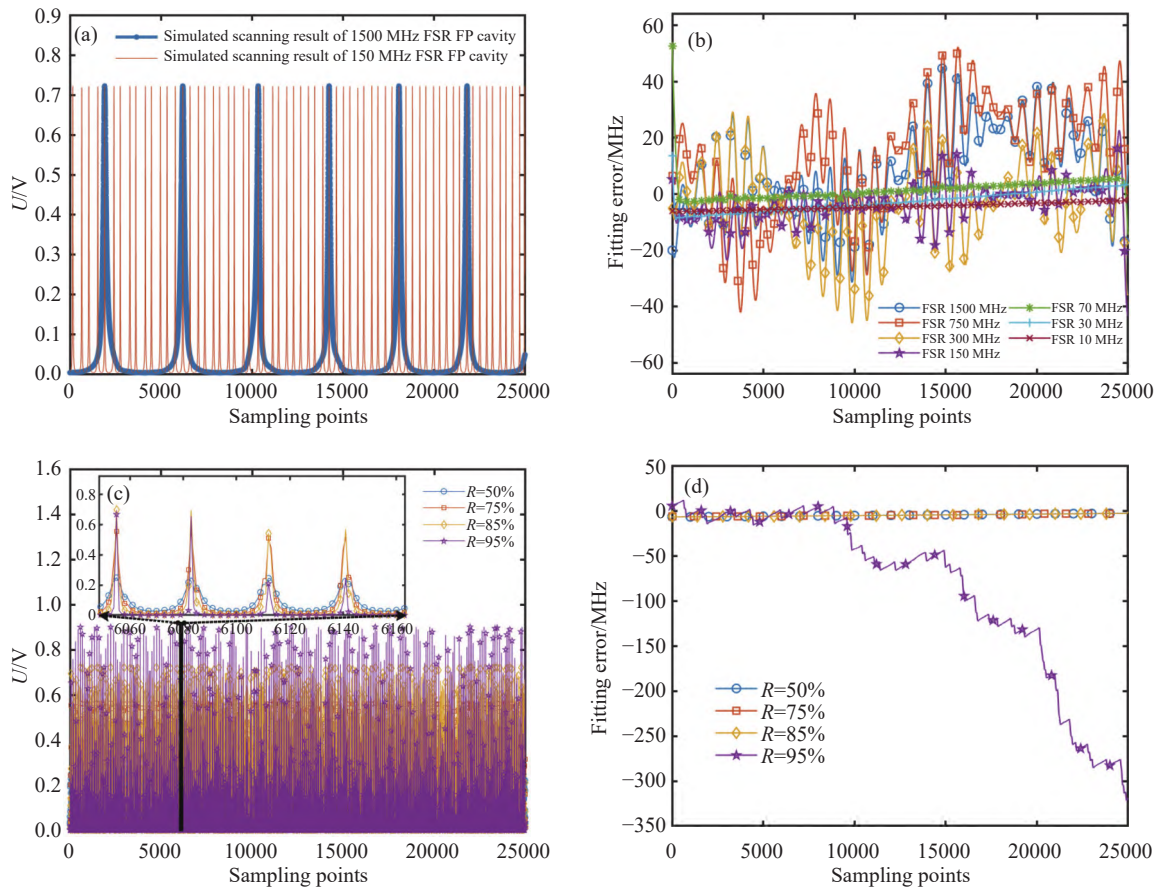 0.9
0.8
0.7
0.6
0.5
0.4
0.3
0.2
0.1
0.0
U/V
(a)
Simulated scanning result of 1500 MHz FSR FP cavity
Simulated scanning result of 150 MHz FSR FP cavity
0 5000 10000 15000 20000 25000
Sampling points
60
40
20
0
−20
−40
−60
Fitting error/MHz
(b)
FSR 1500 MHz
FSR 750 MHz
FSR 300 MHz
FSR 150 MHz
FSR 70 MHz
FSR 30 MHz
FSR 10 MHz
0 5000 10000 15000 20000 25000
Sampling points
1.6
1.4
1.2
1.0
0.8
0.6
0.4
0.2
0.0
U/V
(c)
0.8
0.6
0.4
0.2
0
6060 6080 6100 6120 6140 6160
R=50%
R=75%
R=85%
R=95%
0 5000 10000 15000 20000 25000
Sampling points
50
0
−50
−100
−150
−200
−250
−300
−350
Fitting error/MHz
(d)
R=50%
R=75%
R=85%
R=95%
0 5000 10000 15000 20000 25000
Sampling points